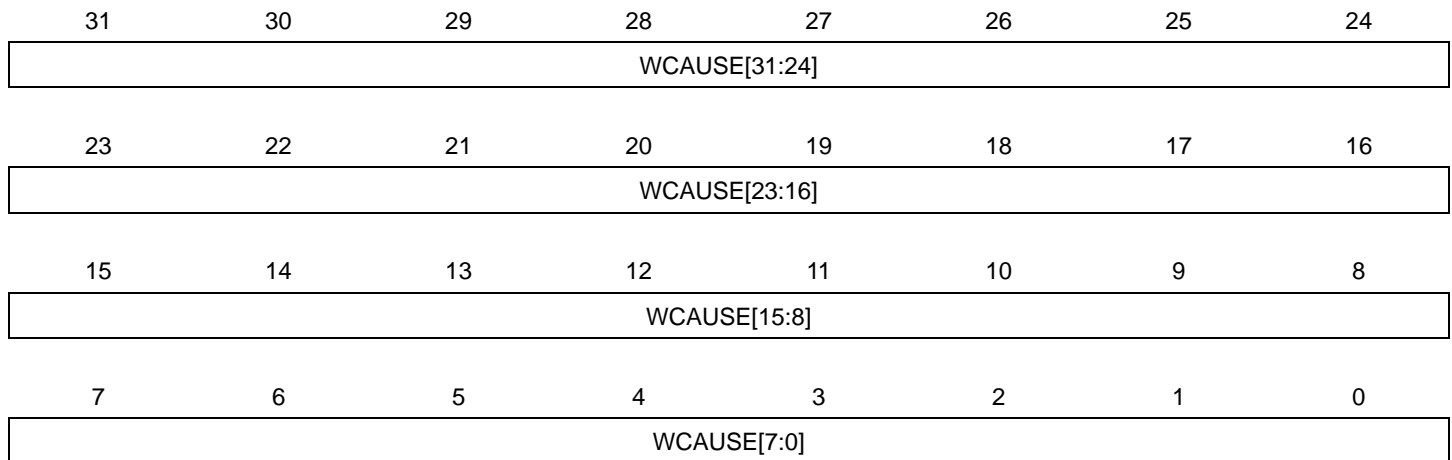 31 30 29 28 27 26 25 24
WCAUSE[31:24]
23 22 21 20 19 18 17 16
WCAUSE[23:16]
15 14 13 12 11 10 9 8
WCAUSE[15:8]
7 6 5 4 3 2 1 0
WCAUSE[7:0]